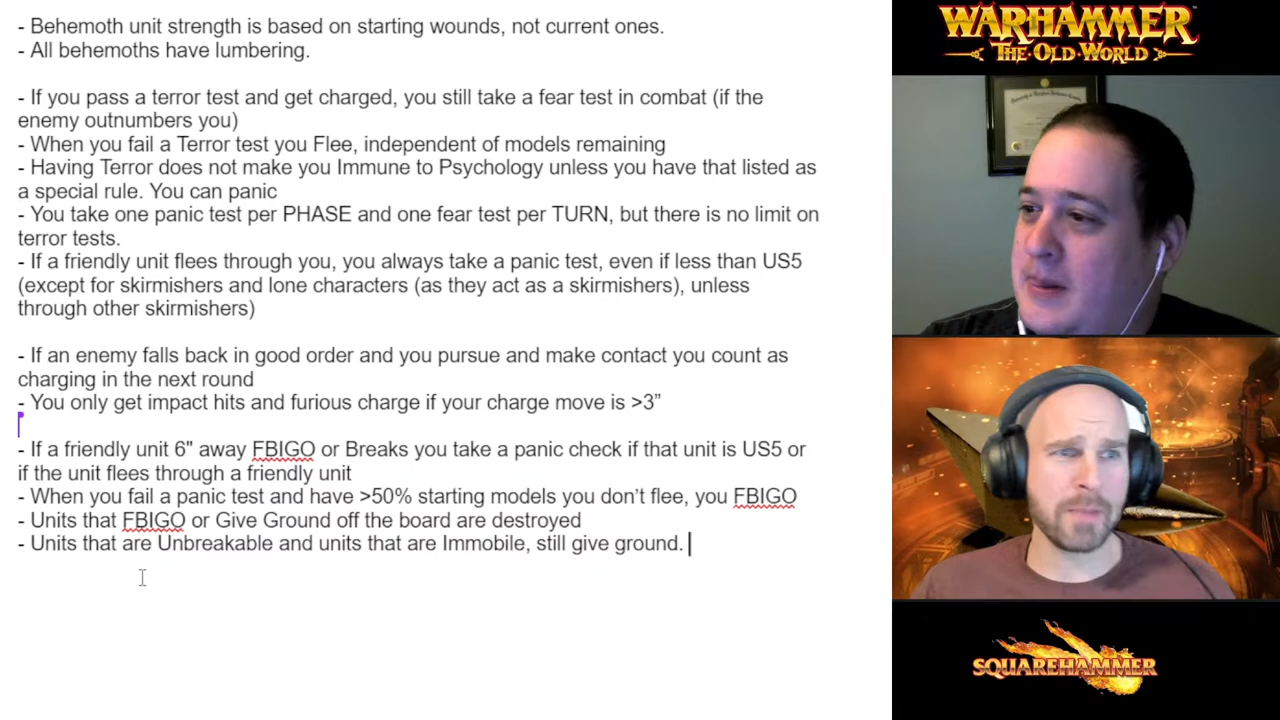 - Behemoth unit strength is based on starting wounds, not current ones.
- All behemoths have lumbering.
- If you pass a terror test and get charged, you still take a fear test in combat (if the
enemy outnumbers you)
- When you fail a Terror test you Flee, independent of models remaining
- Having Terror does not make you Immune to Psychology unless you have that listed as
a special rule. You can panic
- You take one panic test per PHASE and one fear test per TURN, but there is no limit on
terror tests.
- If a friendly unit flees through you, you always take a panic test, even if less than US5
(except for skirmishers and lone characters (as they act as a skirmishers), unless
through other skirmishers)
- If an enemy falls back in good order and you pursue and make contact you count as
charging in the next round
- You only get impact hits and furious charge if your charge move is >3”
- If a friendly unit 6" away FBIGO or Breaks you take a panic check if that unit is US5 or
if the unit flees through a friendly unit
- When you fail a panic test and have >50% starting models you don’t flee, you FBIGO
- Units that FBIGO or Give Ground off the board are destroyed
- Units that are Unbreakable and units that are Immobile, still give ground.
WARHAMMER
THE·OLD·WORLD
SQUAREHAMMER